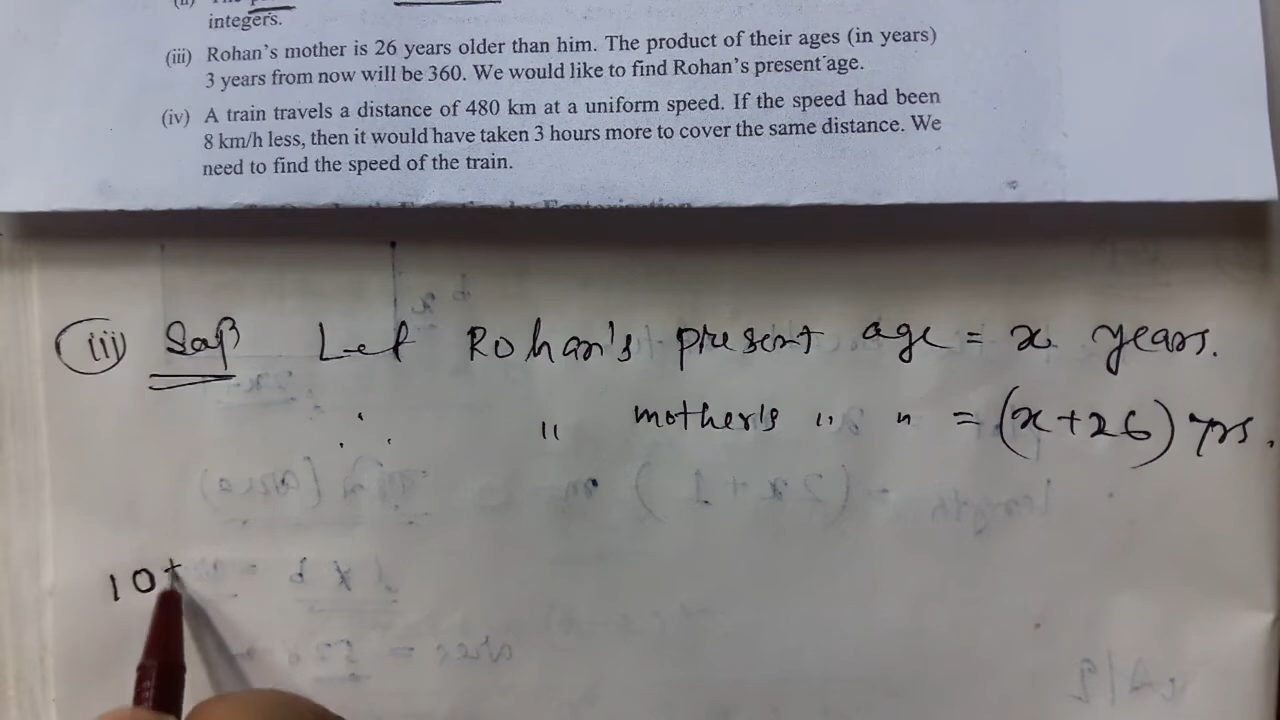 integers.
(iii) Rohan's mother is 26 years older than him. The product of their ages (in years)
3 years from now will be 360. We would like to find Rohan's present age.
(iv) A train travels a distance of 480 km at a uniform speed. If the speed had been
8 km/h less, then it would have taken 3 hours more to cover the same distance. We
need to find the speed of the train.
(iii) Let Rohan's present age = x years.
∴ " mother's " " = (x+26) yrs.
10+